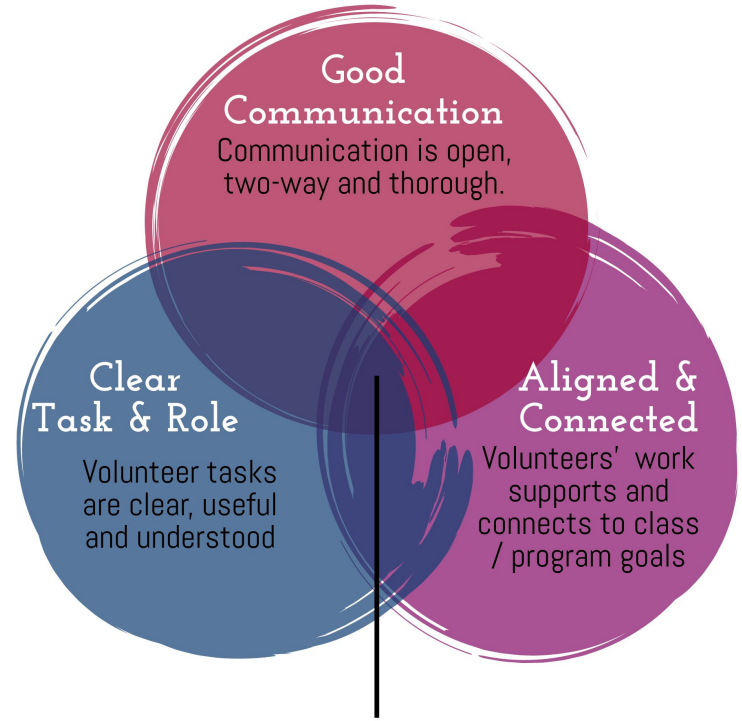 Good
Communication
Communication is open,
two-way and thorough.
Clear
Task & Role
Volunteer tasks
are clear, useful
and understood
Aligned &
Connected
Volunteers' work
supports and
connects to class
/ program goals